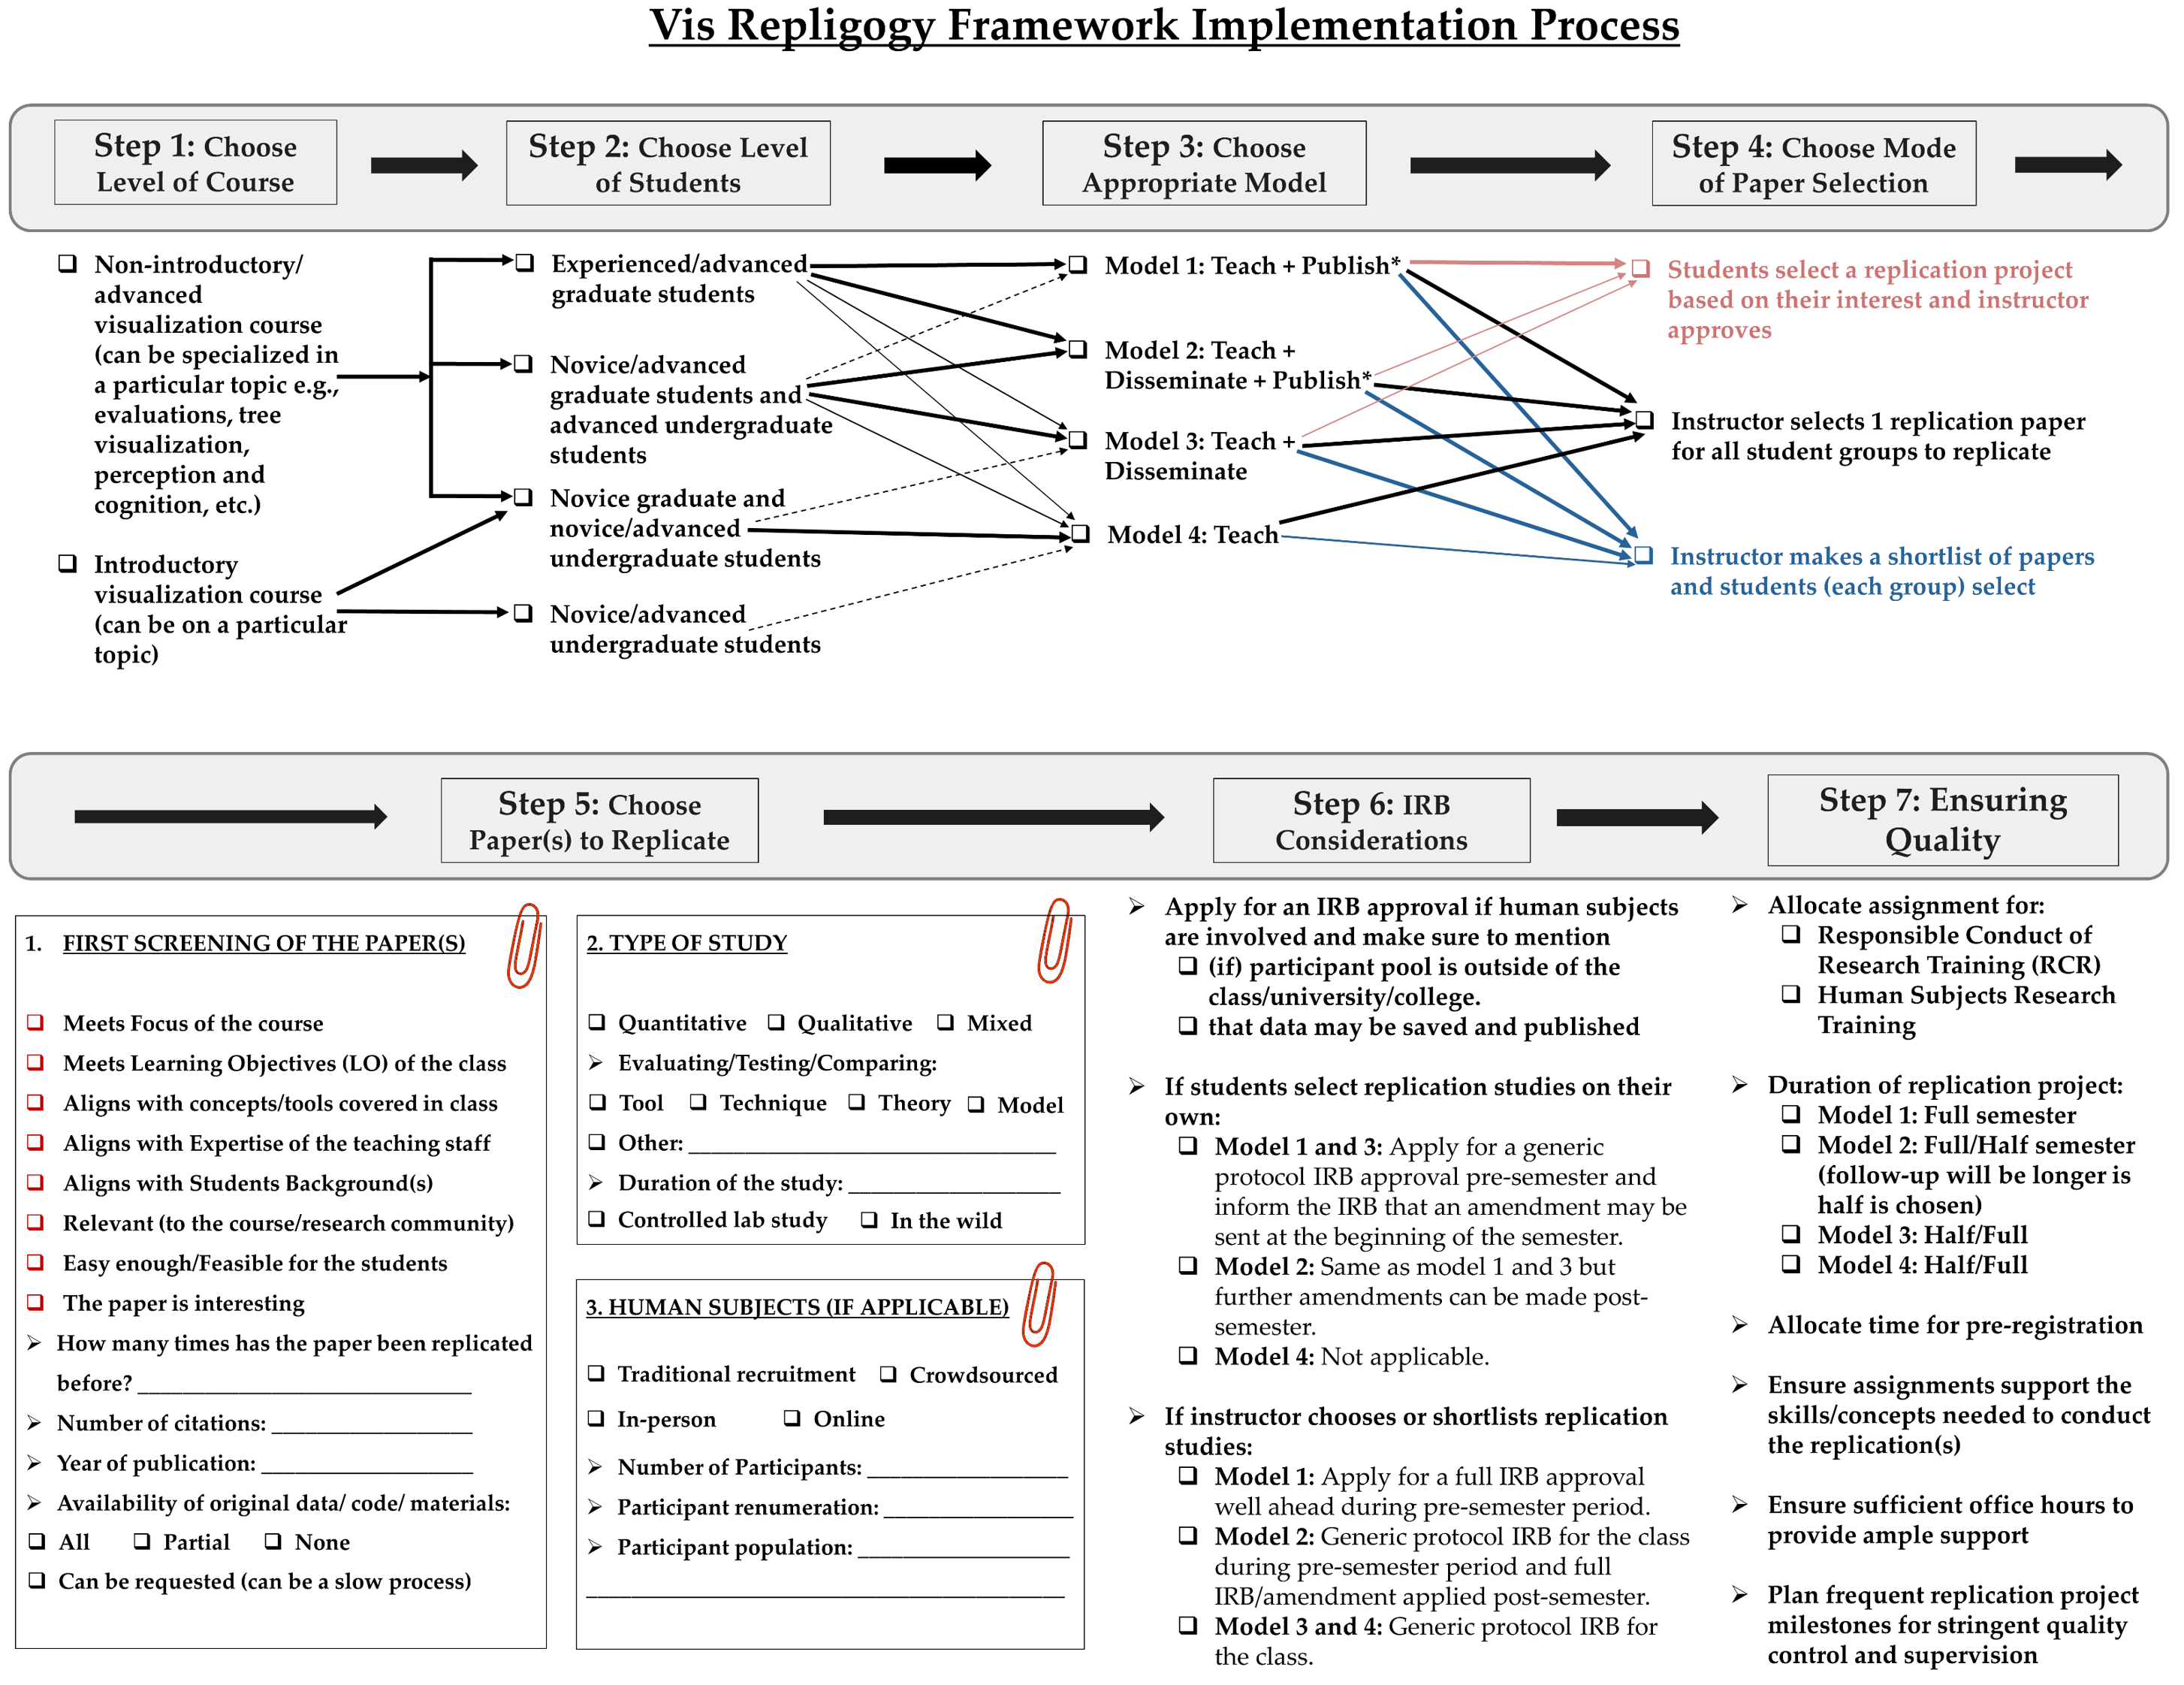 Vis Repligogy Framework Implementation Process
Step 1: Choose
Level of Course
Step 2: Choose Level
of Students
Step 3: Choose
Appropriate Model
Step 4: Choose Mode
of Paper Selection
Non-introductory/
advanced
visualization course
(can be specialized in
a particular topic e.g.,
evaluations, tree
visualization,
perception and
cognition, etc.)
Introductory
visualization course
(can be on a particular
topic)
Experienced/advanced
graduate students
Novice/advanced
graduate students and
advanced undergraduate
students
Novice graduate and
novice/advanced
undergraduate students
Novice/advanced
undergraduate students
Model 1: Teach + Publish*
Model 2: Teach +
Disseminate + Publish*
Model 3: Teach +
Disseminate
Model 4: Teach
Students select a replication project
based on their interest and instructor
approves
Instructor selects 1 replication paper
for all student groups to replicate
Instructor makes a shortlist of papers
and students (each group) select
Step 5: Choose
Paper(s) to Replicate
Step 6: IRB
Considerations
Step 7: Ensuring
Quality
1. FIRST SCREENING OF THE PAPER(S)
Meets Focus of the course
Meets Learning Objectives (LO) of the class
Aligns with concepts/tools covered in class
Aligns with Expertise of the teaching staff
Aligns with Students Background(s)
Relevant (to the course/research community)
Easy enough/Feasible for the students
The paper is interesting
How many times has the paper been replicated
before? ______________________________
Number of citations: __________________
Year of publication: ___________________
Availability of original data/ code/ materials:
All Partial None
Can be requested (can be a slow process)
2. TYPE OF STUDY
Quantitative Qualitative Mixed
Evaluating/Testing/Comparing:
Tool Technique Theory Model
Other: _________________________________
Duration of the study: ___________________
Controlled lab study In the wild
3. HUMAN SUBJECTS (IF APPLICABLE)
Traditional recruitment Crowdsourced
In-person Online
Number of Participants: __________________
Participant renumeration: _________________
Participant population: ___________________
___________________________________________
Apply for an IRB approval if human subjects
are involved and make sure to mention
(if) participant pool is outside of the
class/university/college.
that data may be saved and published
If students select replication studies on their
own:
Model 1 and 3: Apply for a generic
protocol IRB approval pre-semester and
inform the IRB that an amendment may be
sent at the beginning of the semester.
Model 2: Same as model 1 and 3 but
further amendments can be made post-
semester.
Model 4: Not applicable.
If instructor chooses or shortlists replication
studies:
Model 1: Apply for a full IRB approval
well ahead during pre-semester period.
Model 2: Generic protocol IRB for the class
during pre-semester period and full
IRB/amendment applied post-semester.
Model 3 and 4: Generic protocol IRB for
the class.
Allocate assignment for:
Responsible Conduct of
Research Training (RCR)
Human Subjects Research
Training
Duration of replication project:
Model 1: Full semester
Model 2: Full/Half semester
(follow-up will be longer is
half is chosen)
Model 3: Half/Full
Model 4: Half/Full
Allocate time for pre-registration
Ensure assignments support the
skills/concepts needed to conduct
the replication(s)
Ensure sufficient office hours to
provide ample support
Plan frequent replication project
milestones for stringent quality
control and supervision